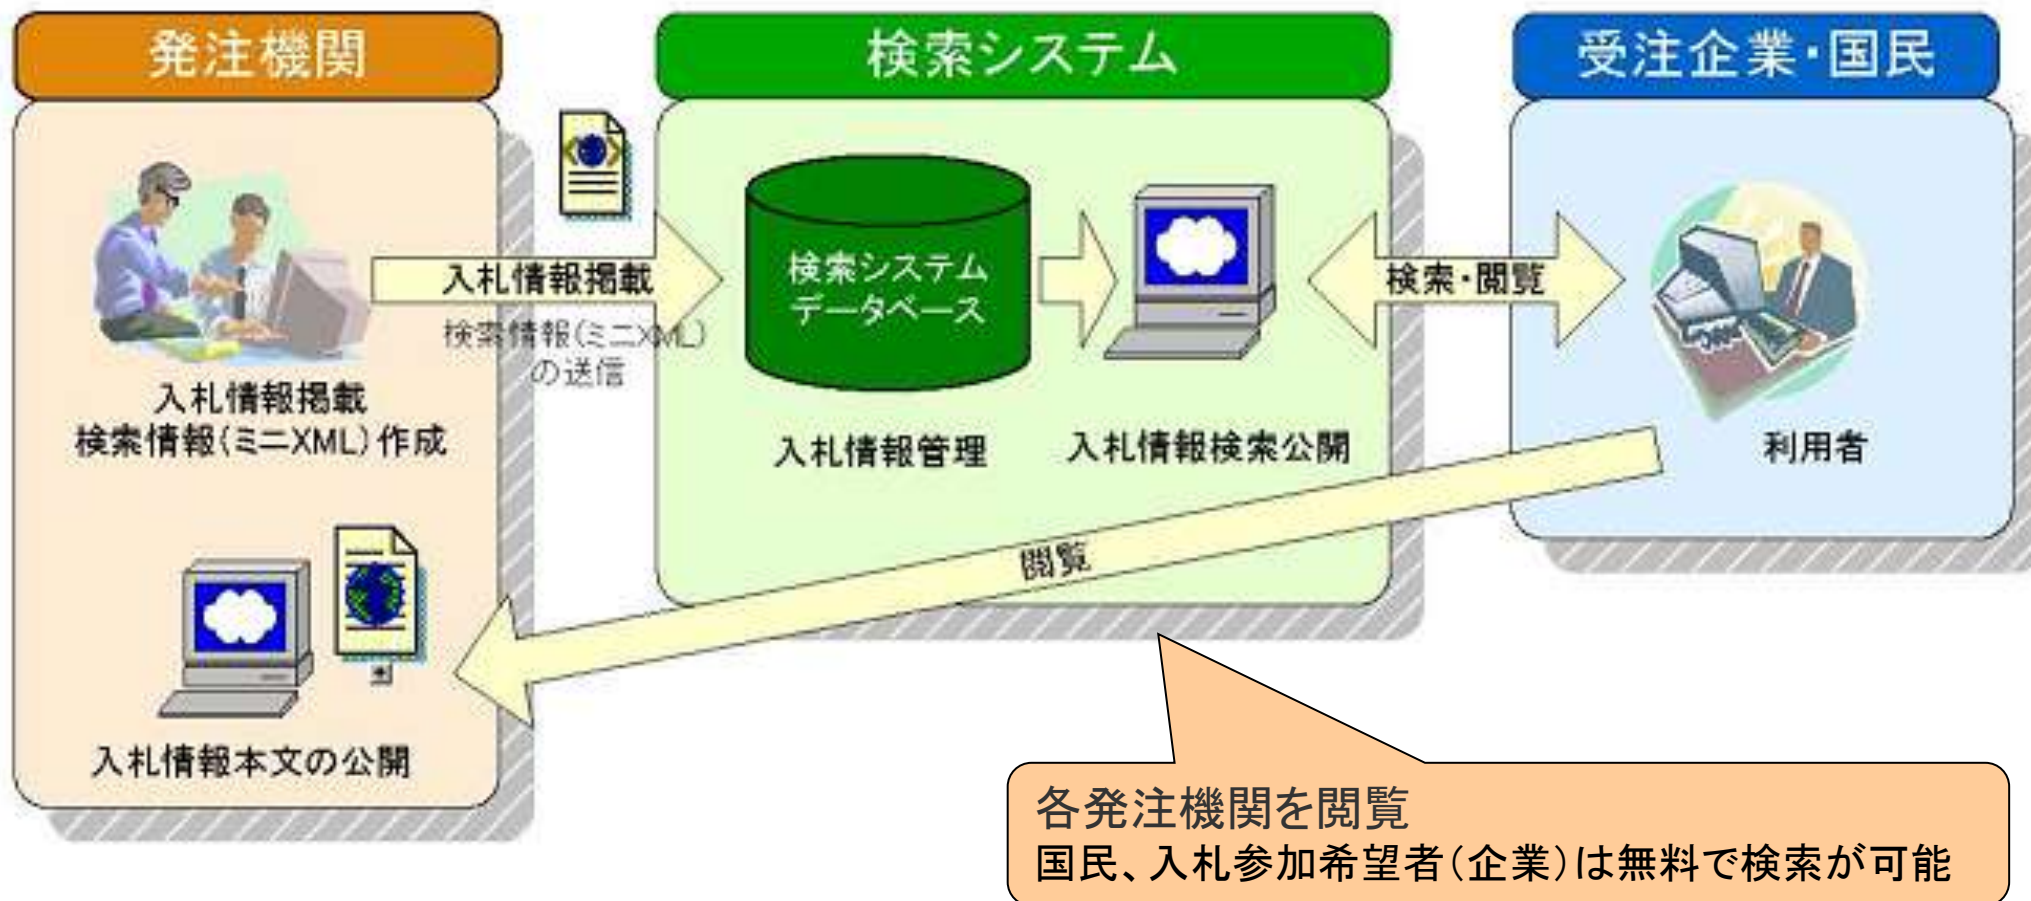 発注機関
検索システム
受注企業・国民
入札情報掲載
検索情報(ミニXML)
の送信
検索システム
データベース
検索・閲覧
入札情報掲載
検索情報(ミニXML)作成
入札情報管理
入札情報検索公開
利用者
閲覧
入札情報本文の公開
各発注機関を閲覧
国民、入札参加希望者(企業)は無料で検索が可能